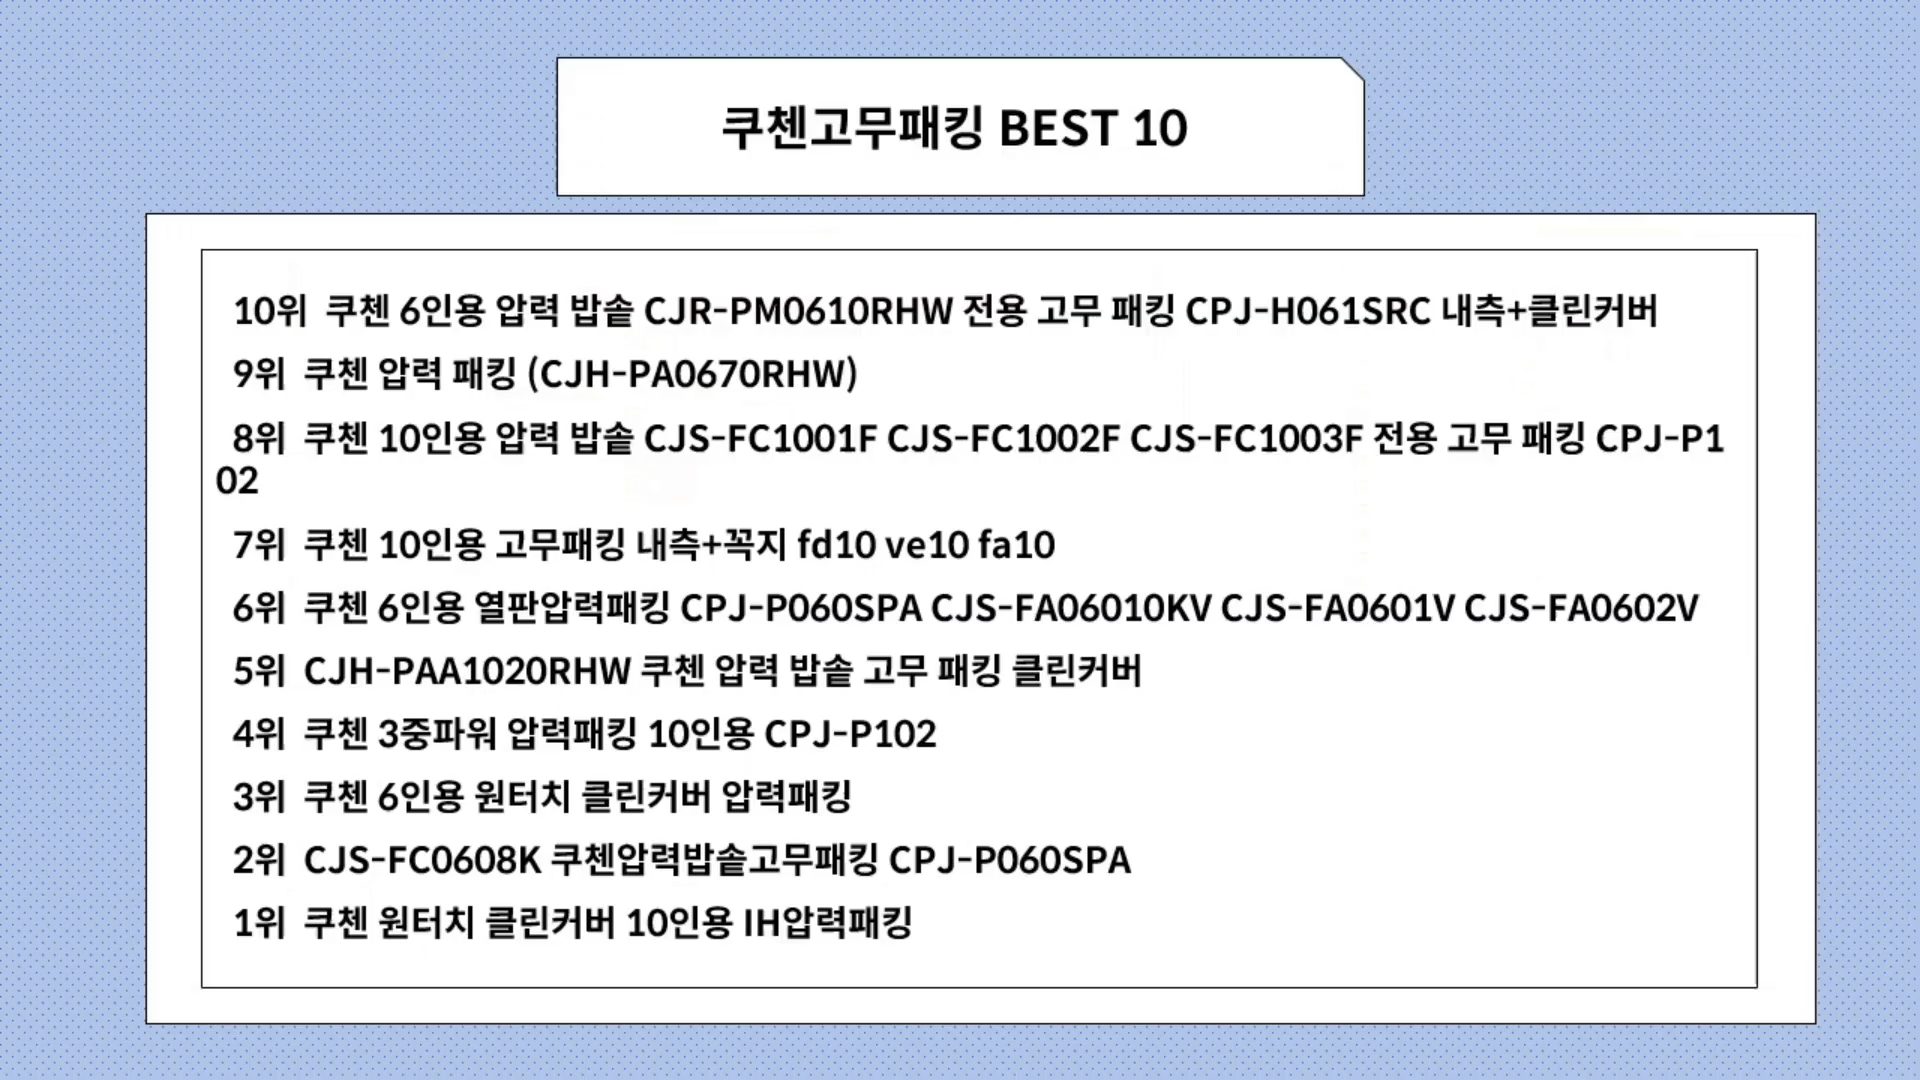 쿠첸고무패킹 BEST 10
10위 쿠첸 6인용 압력 밥솥 CJR-PM0610RHW 전용 고무 패킹 CPJ-H061SRC 내측+클린커버
9위 쿠첸 압력 패킹 (CJH-PA0670RHW)
8위 쿠첸 10인용 압력 밥솥 CJS-FC1001F CJS-FC1002F CJS-FC1003F 전용 고무 패킹 CPJ-P1
02
7위 쿠첸 10인용 고무패킹 내측+꼭지 fd10 ve10 fa10
6위 쿠첸 6인용 열판압력패킹 CPJ-P060SPA CJS-FA06010KV CJS-FA0601V CJS-FA0602V
5위 CJH-PAA1020RHW 쿠첸 압력 밥솥 고무 패킹 클린커버
4위 쿠첸 3중파워 압력패킹 10인용 CPJ-P102
3위 쿠첸 6인용 원터치 클린커버 압력패킹
2위 CJS-FC0608K 쿠첸압력밥솥고무패킹 CPJ-P060SPA
1위 쿠첸 원터치 클린커버 10인용 IH압력패킹